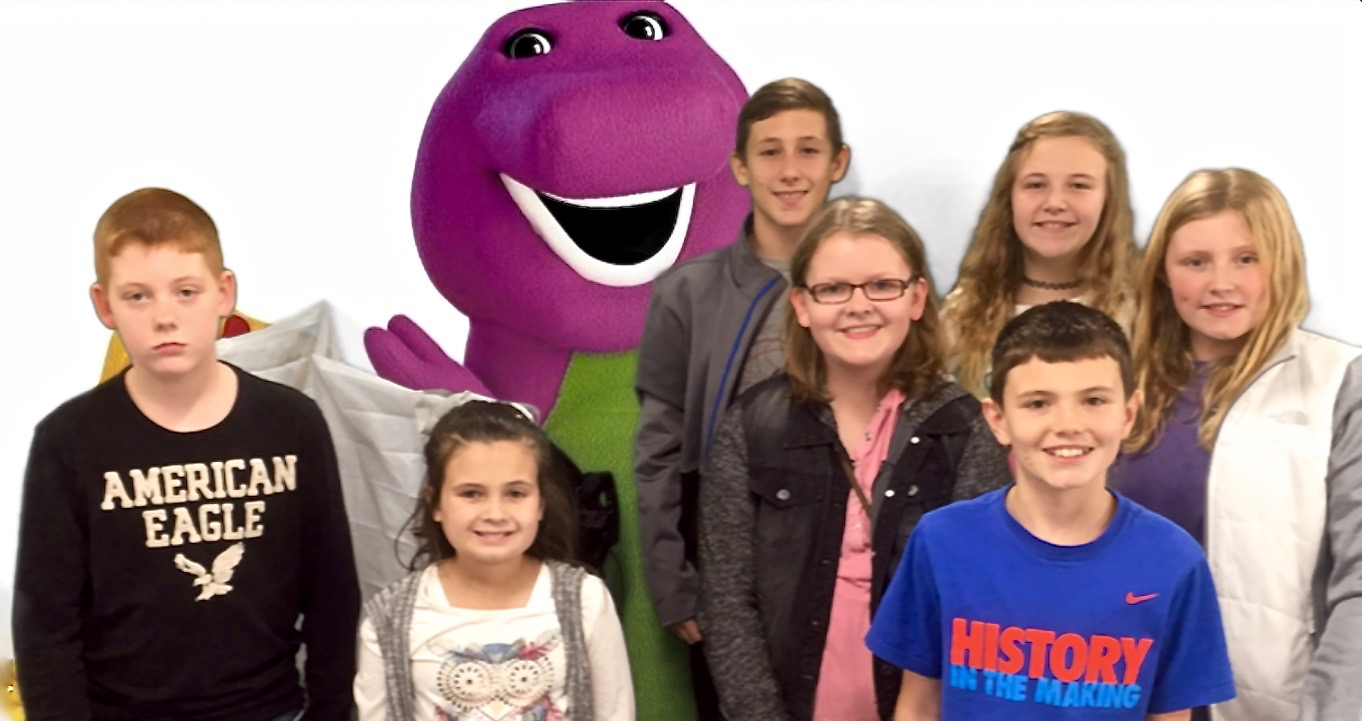 AMERICAN
EAGLE
HISTORY
IN THE MAKING